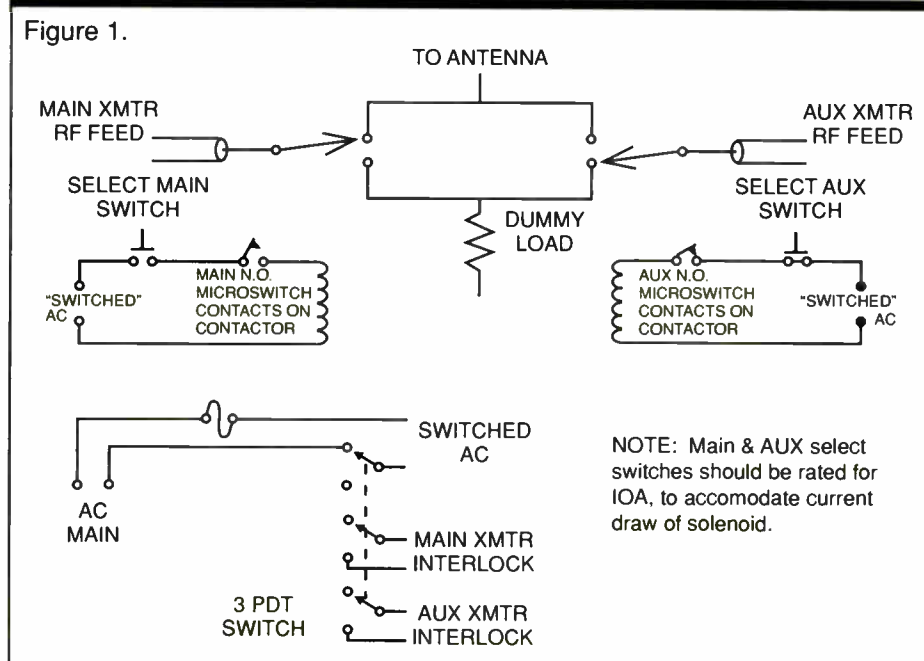 Figure 1.
TO ANTENNA
MAIN XMTR
RF FEED
AUX XMTR
RF FEED
SELECT MAIN
SWITCH
SELECT AUX
SWITCH
DUMMY
LOAD
"SWITCHED"
AC
MAIN N.O.
MICROSWITCH
CONTACTS ON
CONTACTOR
AUX N.O.
MICROSWITCH
CONTACTS ON
CONTACTOR
"SWITCHED"
AC
SWITCHED
AC
AC
MAIN
MAIN XMTR
INTERLOCK
3 PDT
SWITCH
AUX XMTR
INTERLOCK
NOTE: Main & AUX select
switches should be rated for
IOA, to accomodate current
draw of solenoid.